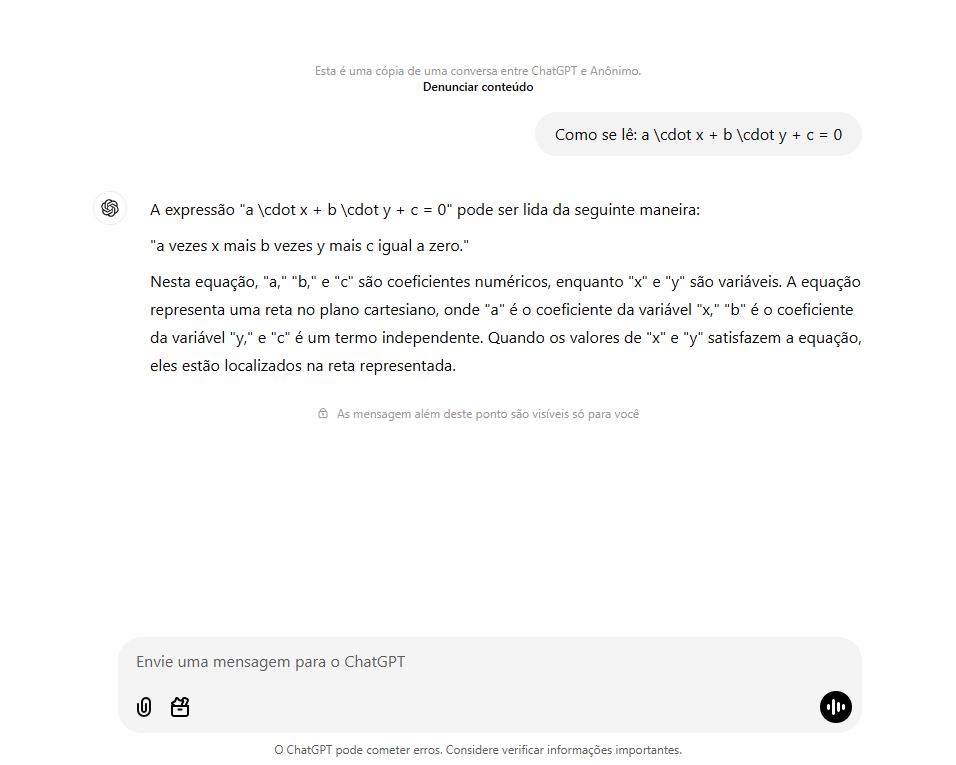 Esta é uma cópia de uma conversa entre ChatGPT e Anônimo.
Denunciar conteúdo
Como se lê: a \cdot x + b \cdot y + c = 0
A expressão "a \cdot x + b \cdot y + c = 0" pode ser lida da seguinte maneira:
"a vezes x mais b vezes y mais c igual a zero."
Nesta equação, "a," "b," e "c" são coeficientes numéricos, enquanto "x" e "y" são variáveis. A equação
representa uma reta no plano cartesiano, onde "a" é o coeficiente da variável "x," "b" é o coeficiente
da variável "y," e "c" é um termo independente. Quando os valores de "x" e "y" satisfazem a equação,
eles estão localizados na reta representada.
As mensagem além deste ponto são visíveis só para você
Envie uma mensagem para o ChatGPT
O ChatGPT pode cometer erros. Considere verificar informações importantes.